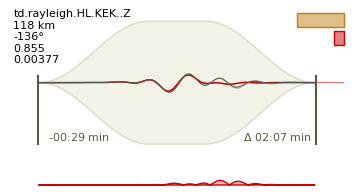 td.rayleigh.HL.KEK..Z
118 km
-136°
0.855
0.00377
-00:29 min
Δ 02:07 min